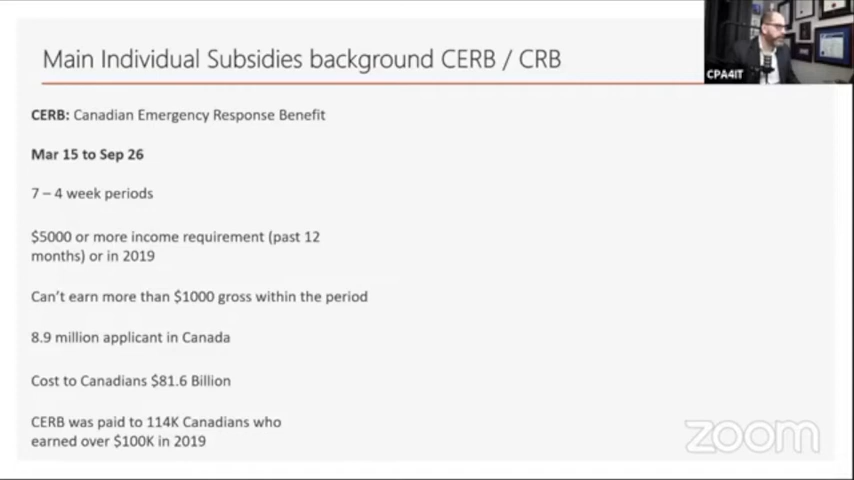 Main Individual Subsidies background CERB / CRB
CPA4IT
CERB: Canadian Emergency Response Benefit
Mar 15 to Sep 26
7 – 4 week periods
$5000 or more income requirement (past 12
months) or in 2019
Can't earn more than $1000 gross within the period
8.9 million applicant in Canada
Cost to Canadians $81.6 Billion
CERB was paid to 114K Canadians who
earned over $100K in 2019
zoom